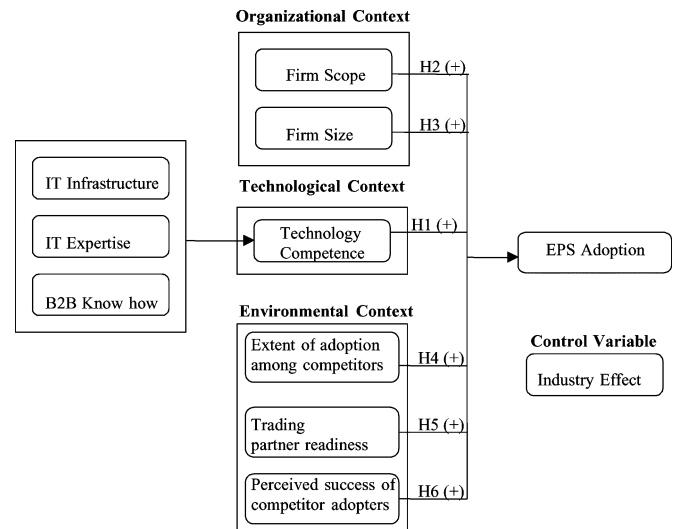 Organizational Context
Firm Scope
H2 (+)
Firm Size
H3 (+)
IT Infrastructure
IT Expertise
B2B Know how
Technological Context
Technology
Competence
H1 (+)
EPS Adoption
Environmental Context
Extent of adoption
among competitors
H4 (+)
Trading
partner readiness
H5 (+)
Perceived success of
competitor adopters
H6 (+)
Control Variable
Industry Effect